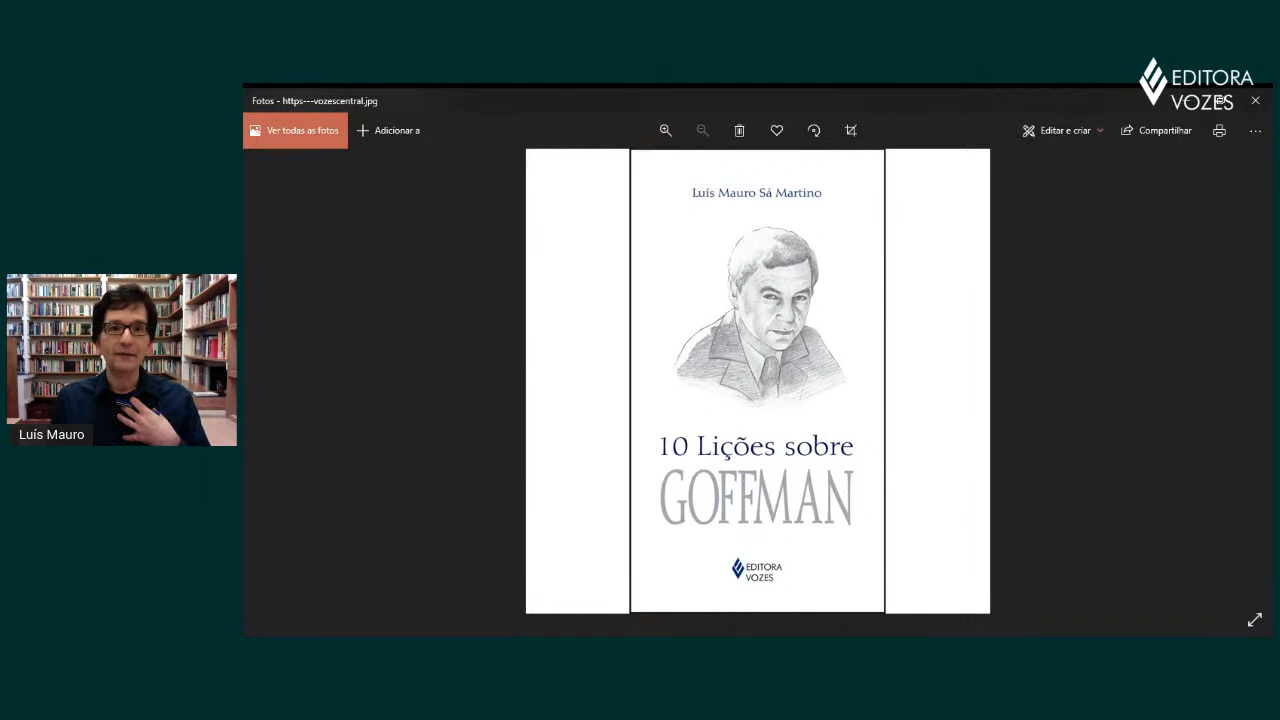 EDITORA
VOZES
Fotos - https---vozescentral.jpg
Ver todas as fotos
Adicionar a
Editar e criar
Compartilhar
Luís Mauro Sá Martino
10 Lições sobre
GOFFMAN
EDITORA
VOZES
Luís Mauro